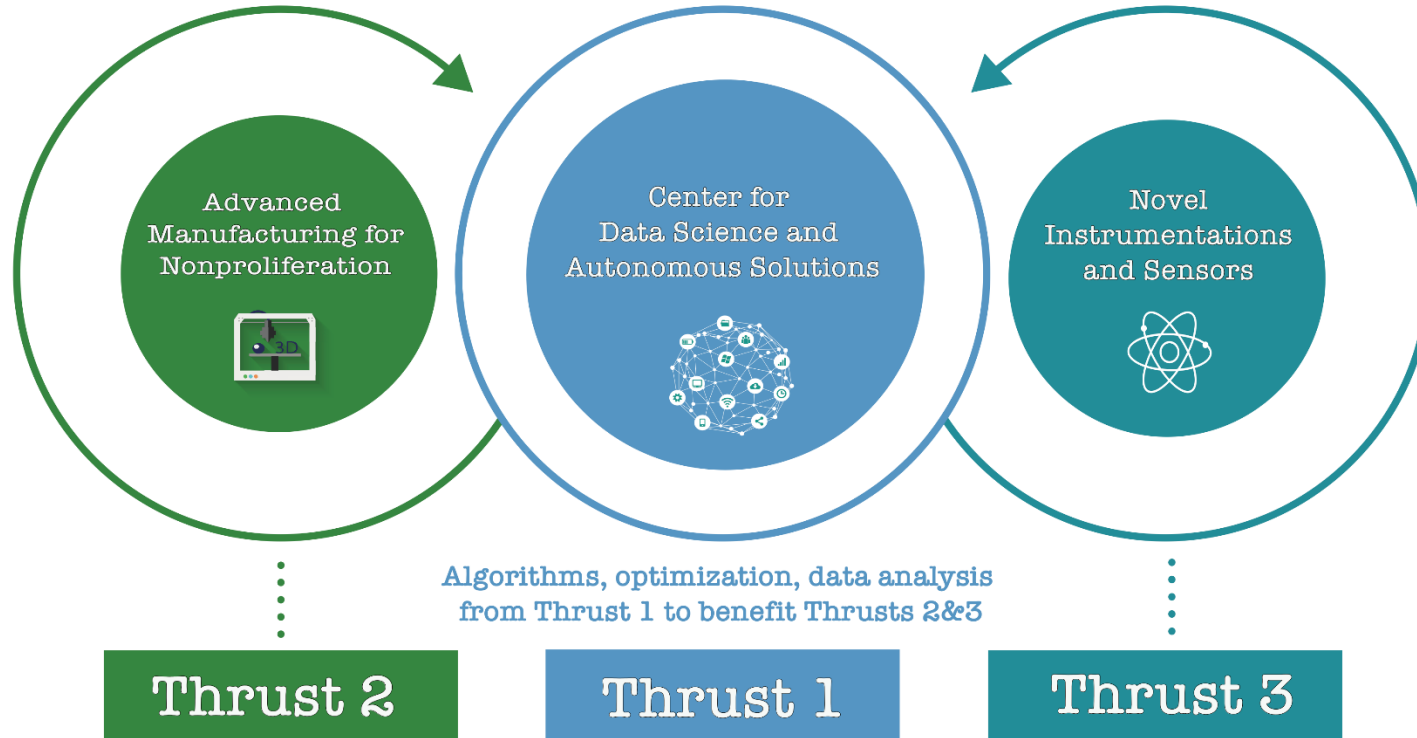 Advanced
Manufacturing for
Nonproliferation
3D
Center for
Data Science and
Autonomous Solutions
Novel
Instrumentations
and Sensors
Algorithms, optimization, data analysis
from Thrust 1 to benefit Thrusts 2&3
Thrust 2
Thrust 1
Thrust 3